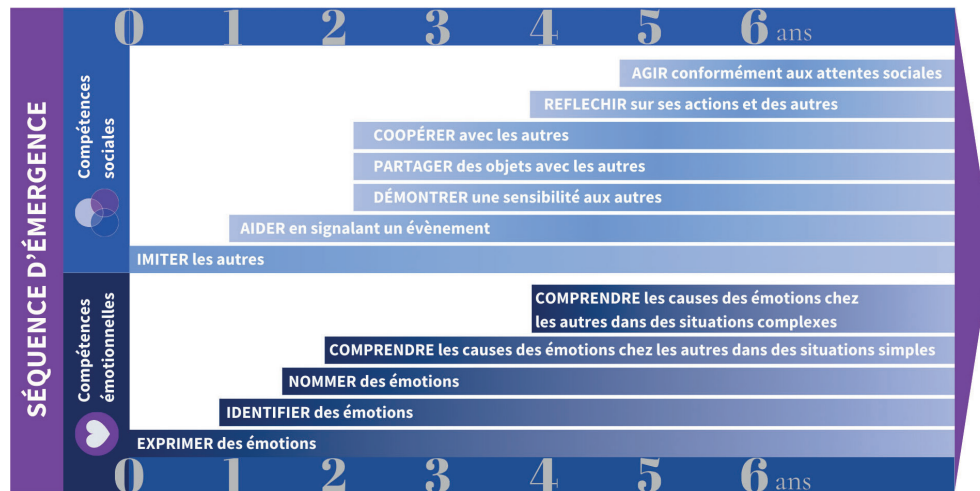 0 1 2 3 4 5 6 ans
SÉQUENCE D'ÉMERGENCE
Compétences
sociales
AGIR conformément aux attentes sociales
REFLECHIR sur ses actions et des autres
COOPÉRER avec les autres
PARTAGER des objets avec les autres
DÉMONTRER une sensibilité aux autres
AIDER en signalant un évènement
IMITER les autres
Compétences
émotionnelles
COMPRENDRE les causes des émotions chez
les autres dans des situations complexes
COMPRENDRE les causes des émotions chez les autres dans des situations simples
NOMMER des émotions
IDENTIFIER des émotions
EXPRIMER des émotions
0 1 2 3 4 5 6 ans